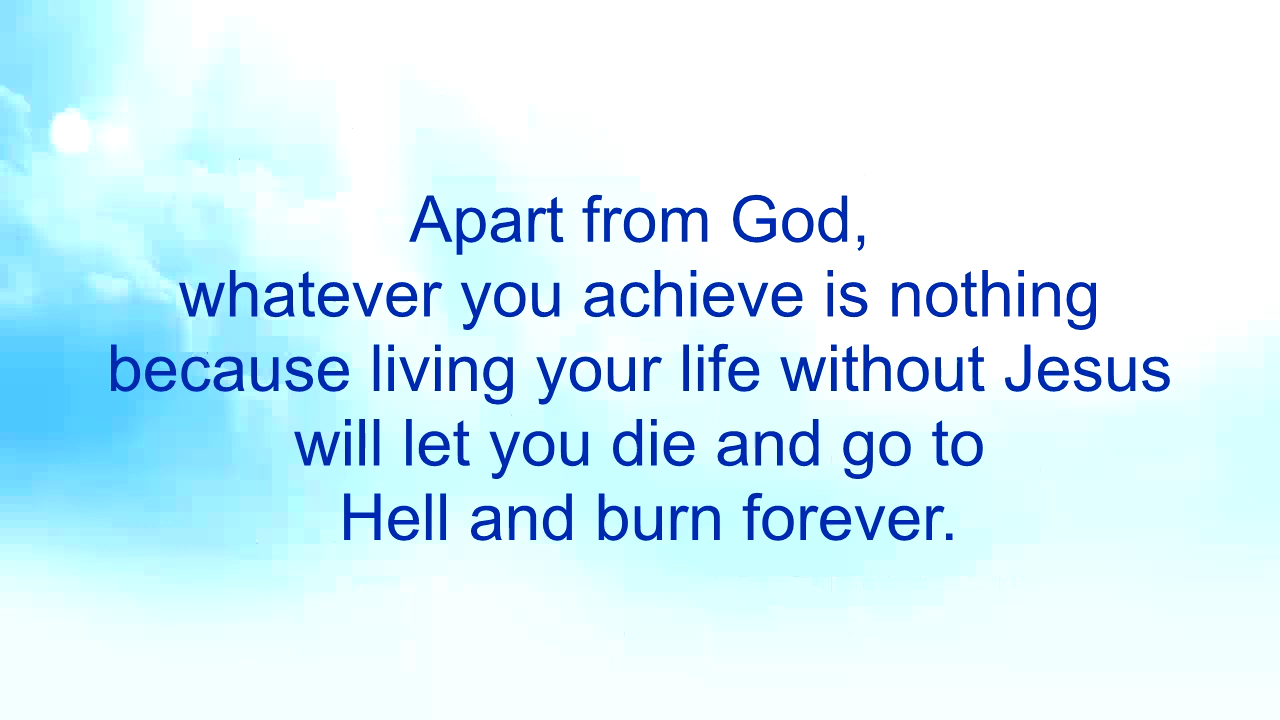 Apart from God,
whatever you achieve is nothing
because living your life without Jesus
will let you die and go to
Hell and burn forever.